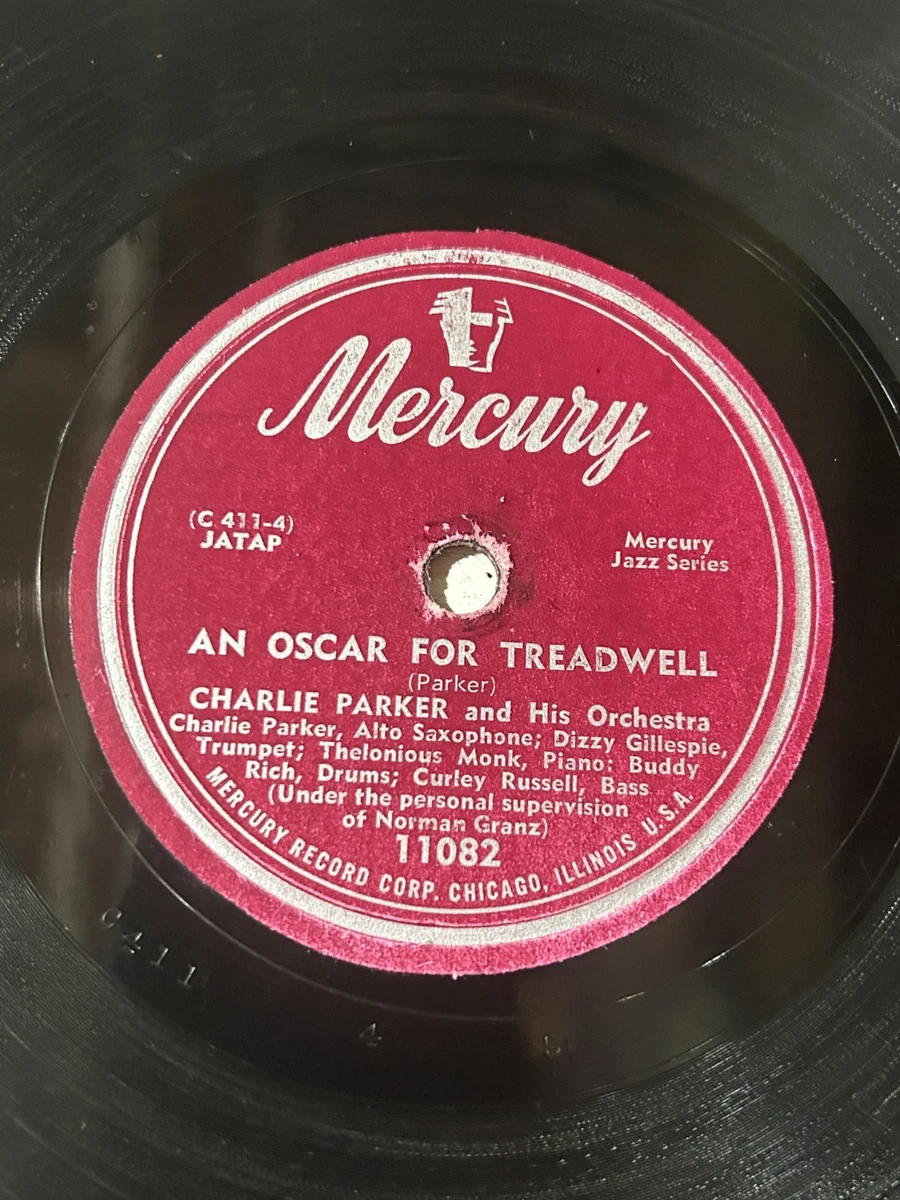 Mercury
(C 411-4)
JATAP
Mercury
Jazz Series
AN OSCAR FOR TREADWELL
(Parker)
CHARLIE PARKER and His Orchestra
Charlie Parker, Alto Saxophone; Dizzy Gillespie,
Trumpet; Thelonious Monk, Piano; Buddy
Rich, Drums; Curley Russell, Bass
(Under the personal supervision
of Norman Granz)
11082
MERCURY RECORD CORP. CHICAGO, ILLINOIS U.S.A.
C411
4